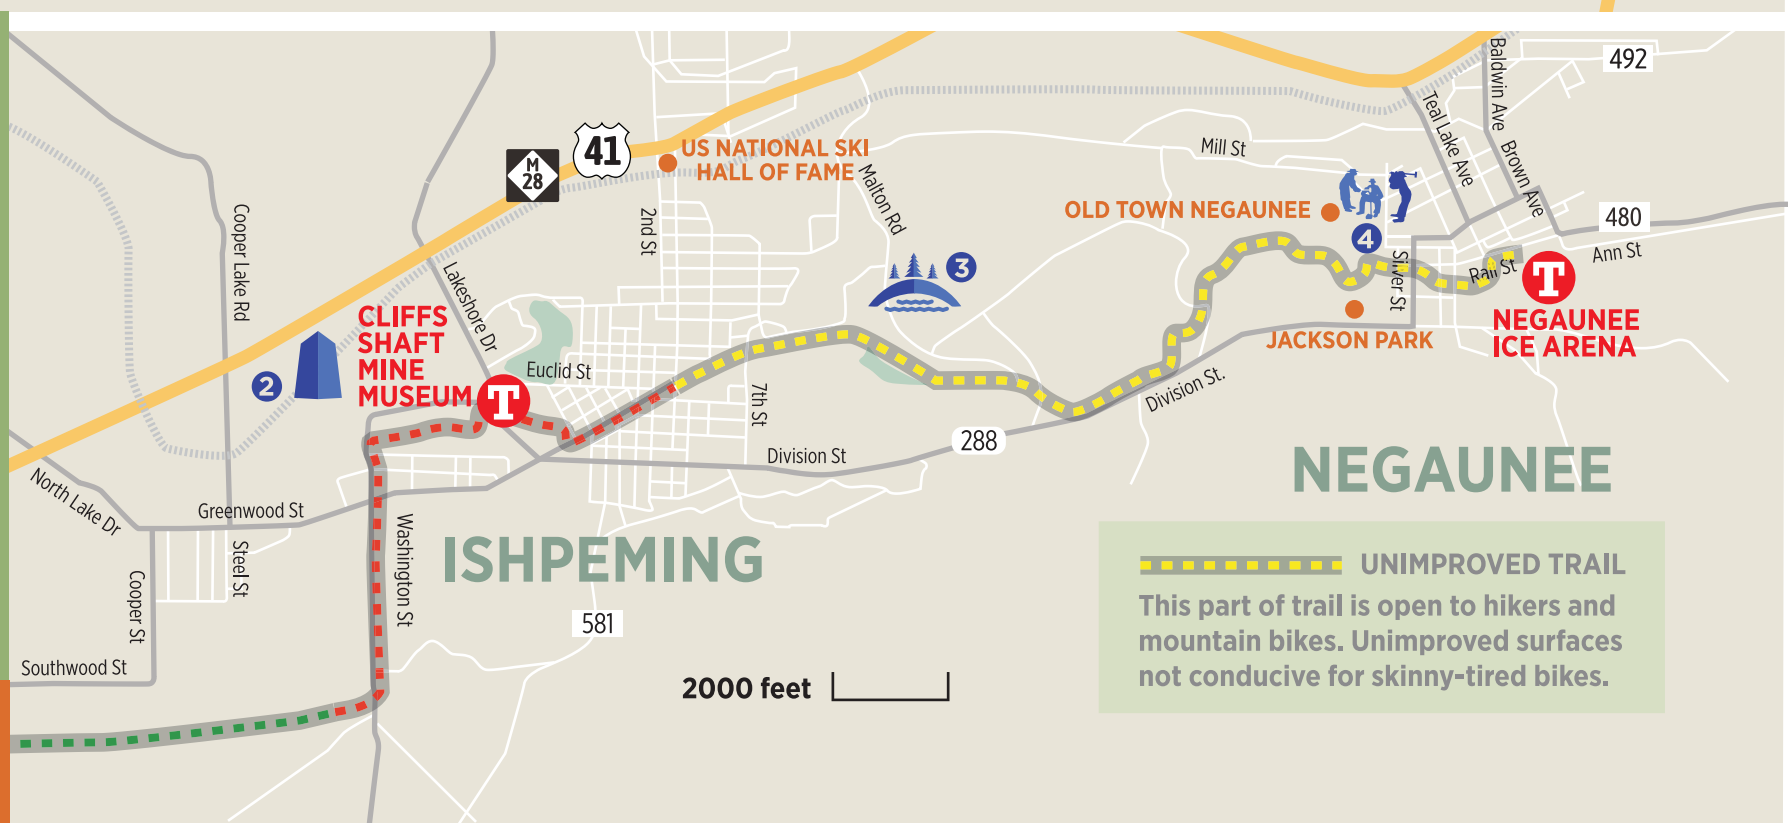 492
Baldwin Ave
Teal Lake Ave
Brown Ave
Mill St
M
28
41
US NATIONAL SKI
HALL OF FAME
Malton Rd
2nd St
Cooper Lake Rd
Lakeshore Dr
OLD TOWN NEGAUNEE
4
480
Ann St
Silver St
Rail St
T
NEGAUNEE
ICE ARENA
JACKSON PARK
3
CLIFFS
SHAFT
MINE
MUSEUM
T
2
Euclid St
7th St
Division St.
288
Division St
North Lake Dr
Greenwood St
Washington St
Steel St
Cooper St
Southwood St
ISHPEMING
NEGAUNEE
581
2000 feet
UNIMPROVED TRAIL
This part of trail is open to hikers and
mountain bikes. Unimproved surfaces
not conducive for skinny-tired bikes.